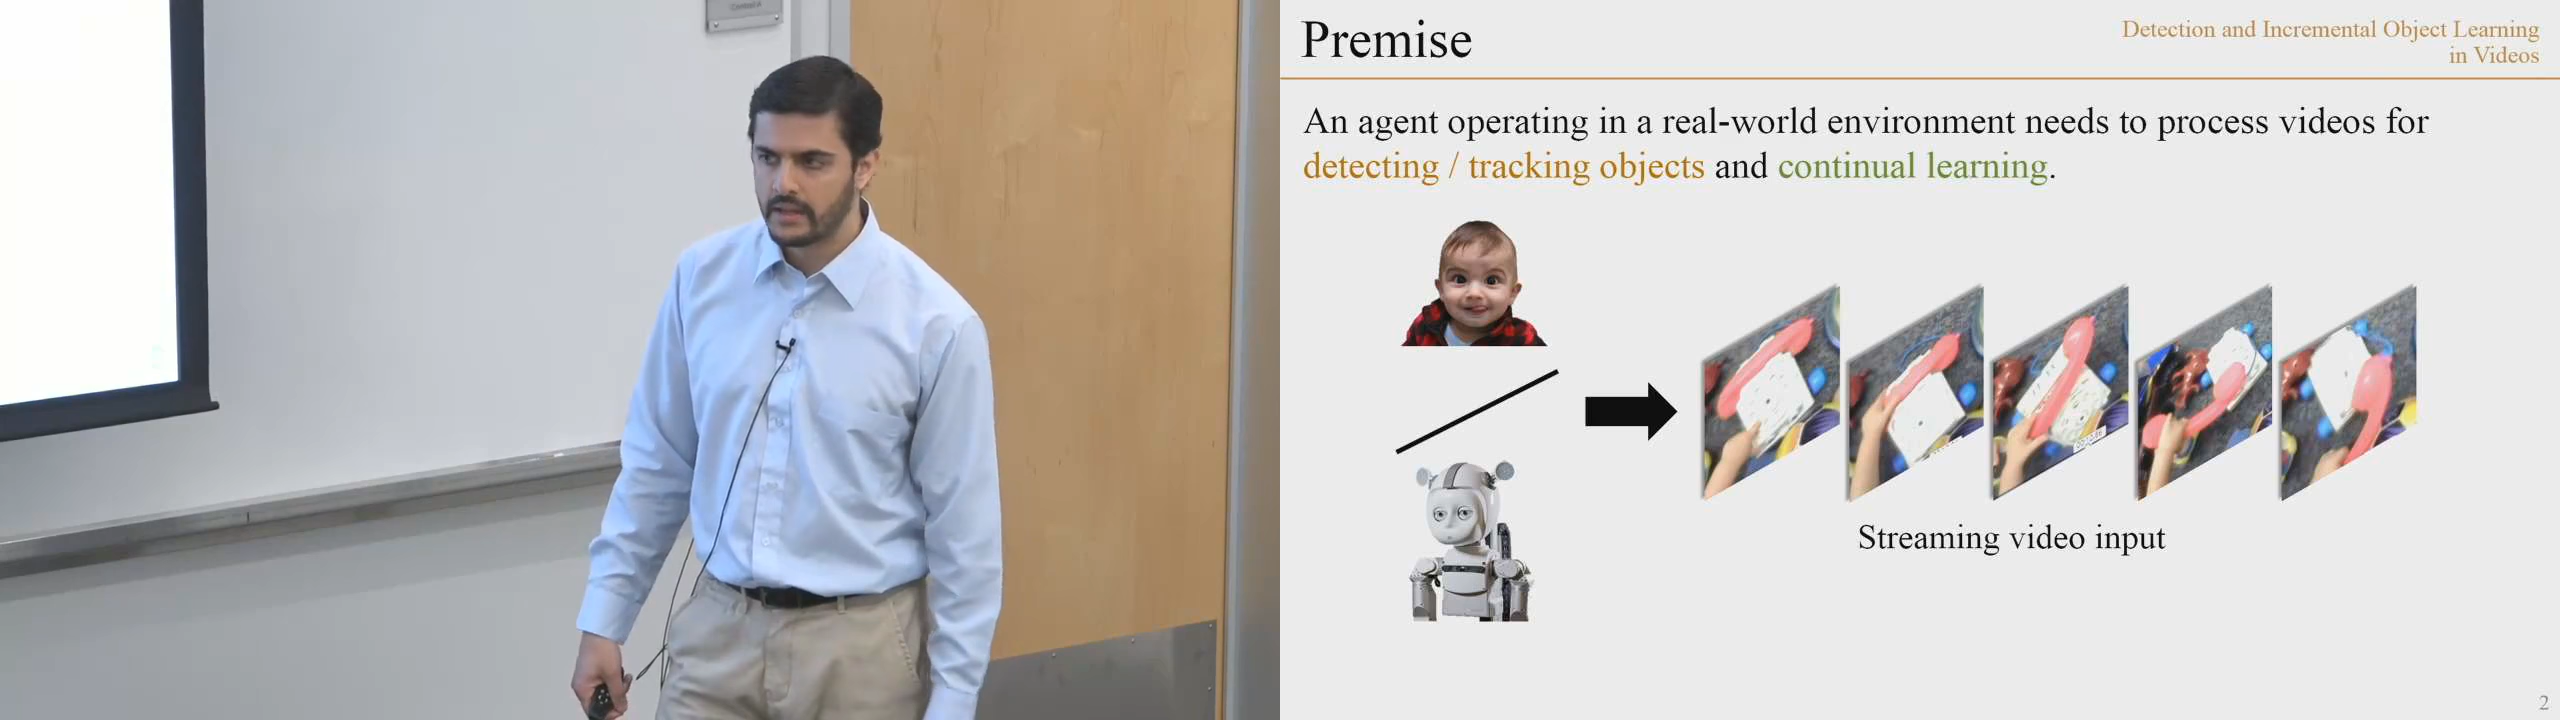 Premise
Detection and Incremental Object Learning
in Videos
An agent operating in a real-world environment needs to process videos for
detecting / tracking objects and continual learning.
Streaming video input
2